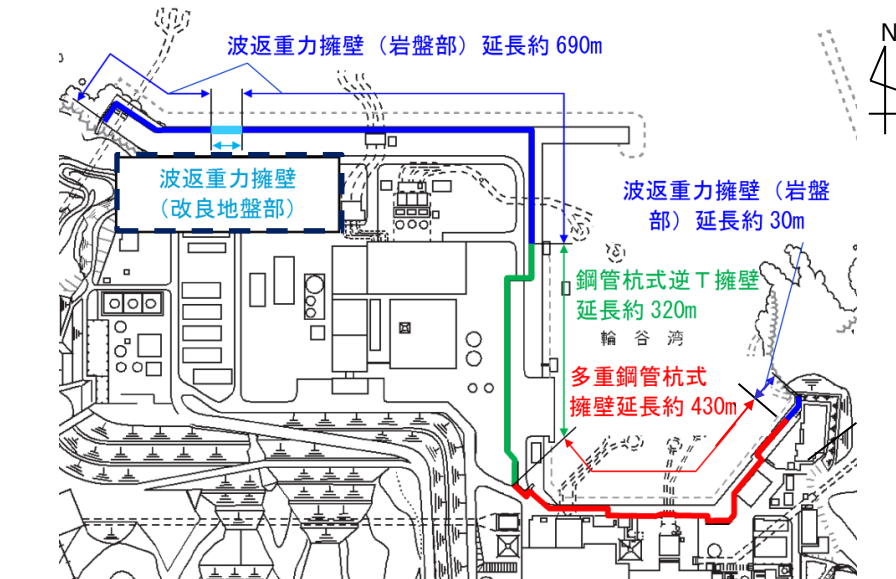 波返重力擁壁（岩盤部）延長約 690m
N
波返重力擁壁
（改良地盤部）
波返重力擁壁（岩盤
部）延長約 30m
鋼管杭式逆Ｔ擁壁
延長約 320m
輪谷湾
多重鋼管杭式
擁壁延長約 430m